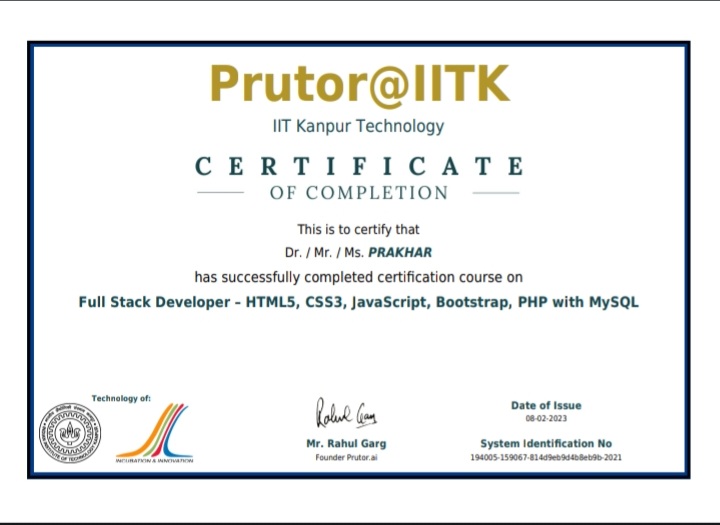 Prutor@IITK
IIT Kanpur Technology
CERTIFICATE
OF COMPLETION
This is to certify that
Dr. / Mr. / Ms. PRAKHAR
has successfully completed certification course on
Full Stack Developer – HTML5, CSS3, JavaScript, Bootstrap, PHP with MySQL
Technology of:
INCUBATION & INNOVATION
Rahul Garg
Mr. Rahul Garg
Founder Prutor.ai
Date of Issue
08-02-2023
System Identification No
194005-159067-814d9eb9d4b8eb9b-2021